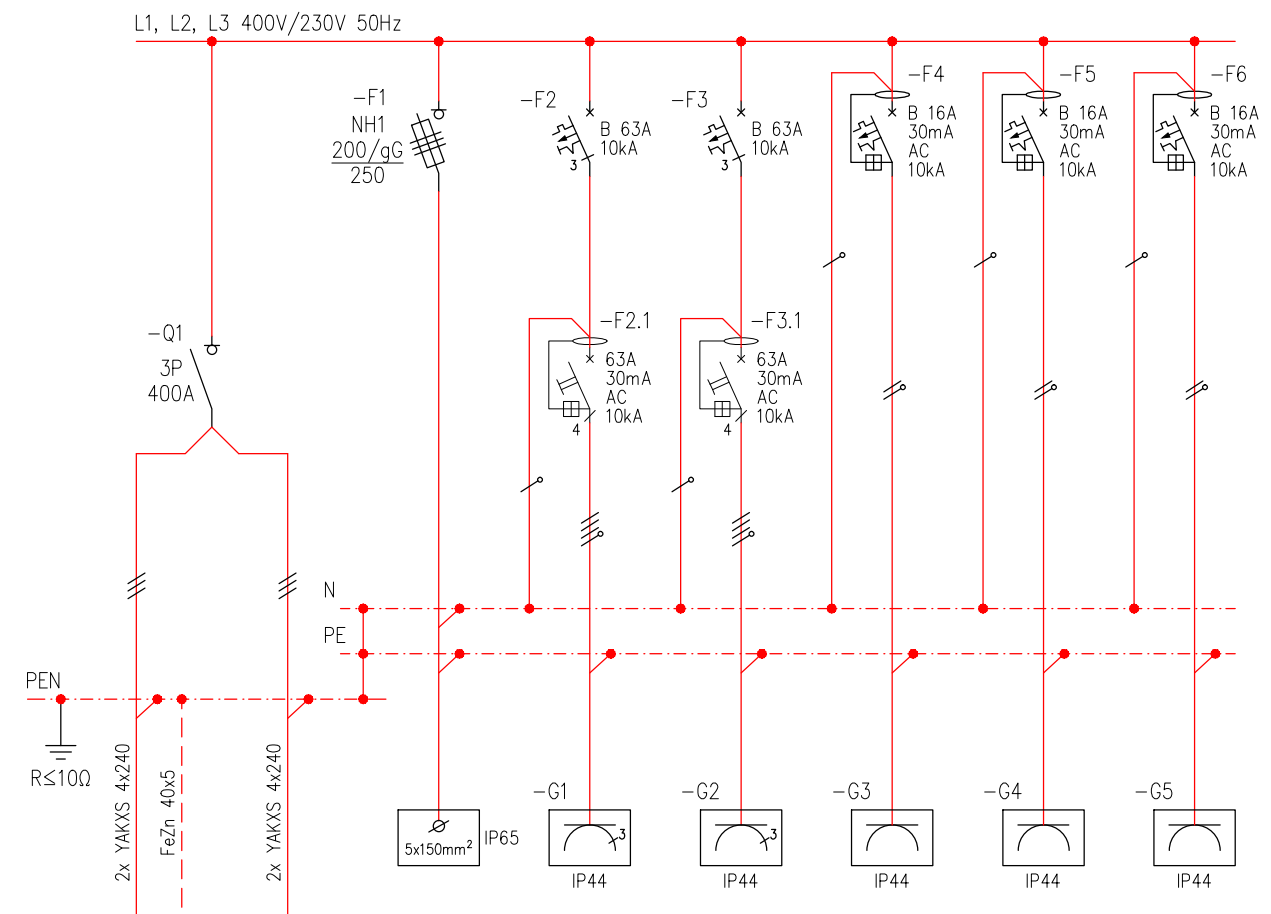 L1, L2, L3 400V/230V 50Hz
-F1
NH1
200/gG
250
-F2
B 63A
10kA
3
-F3
B 63A
10kA
3
-F4
B 16A
30mA
AC
10kA
-F5
B 16A
30mA
AC
10kA
-F6
B 16A
30mA
AC
10kA
-Q1
3P
400A
-F2.1
63A
30mA
AC
10kA
4
-F3.1
63A
30mA
AC
10kA
4
N
PE
PEN
R≤10Ω
2x YAKXS 4x240
FeZn 40x5
2x YAKXS 4x240
5x150mm²
IP65
-G1
3
IP44
-G2
3
IP44
-G3
IP44
-G4
IP44
-G5
IP44